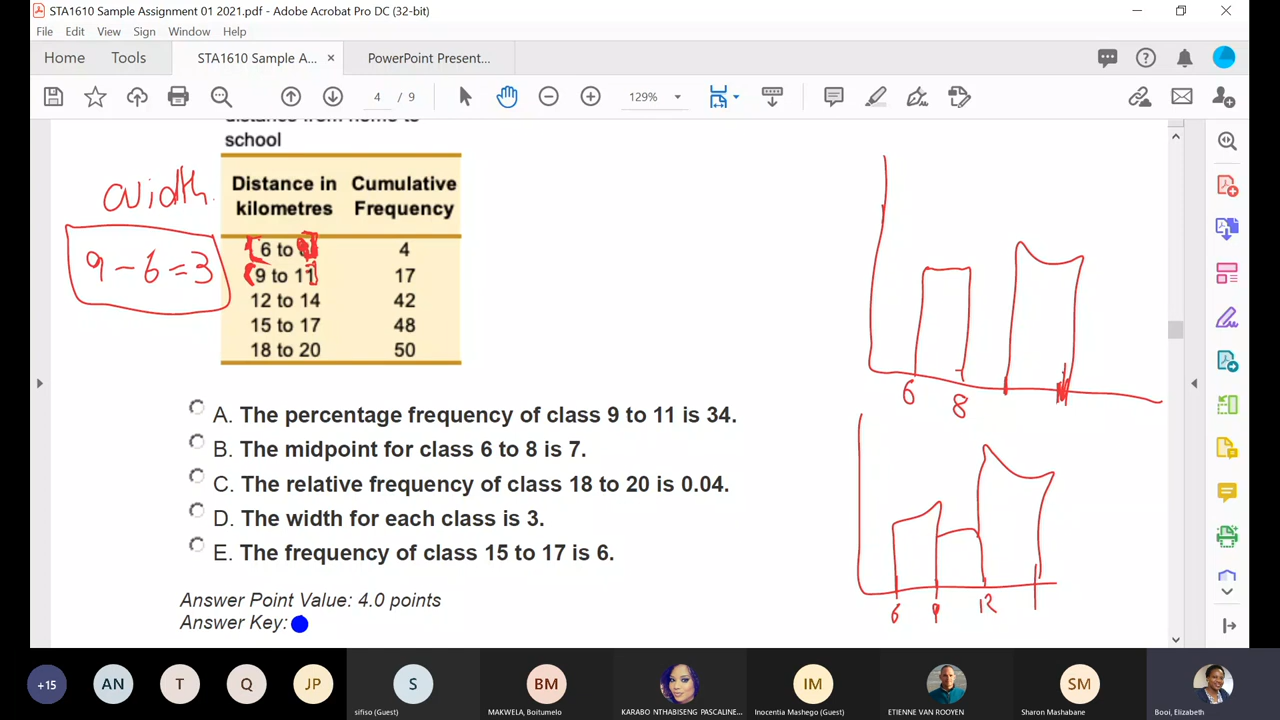 STA1610 Sample Assignment 01 2021.pdf - Adobe Acrobat Pro DC (32-bit)
File Edit View Sign Window Help
Home Tools STA1610 Sample A... × PowerPoint Present...
4 / 9 129%
distance from home to
school
Width
Distance in Cumulative
kilometres Frequency
6 to 8 4
9 - 6 = 3
9 to 11 17
12 to 14 42
15 to 17 48
18 to 20 50
6 8
A. The percentage frequency of class 9 to 11 is 34.
B. The midpoint for class 6 to 8 is 7.
C. The relative frequency of class 18 to 20 is 0.04.
D. The width for each class is 3.
E. The frequency of class 15 to 17 is 6.
6 9 12
Answer Point Value: 4.0 points
Answer Key:
+15 AN T Q JP S BM IM SM
sifiso (Guest) MAKWELA, Boitumelo KARABO NTHABISENG PASCALINE... Inocentia Mashego (Guest) ETIENNE VAN ROOYEN Sharon Mashabane Booi, Elizabeth